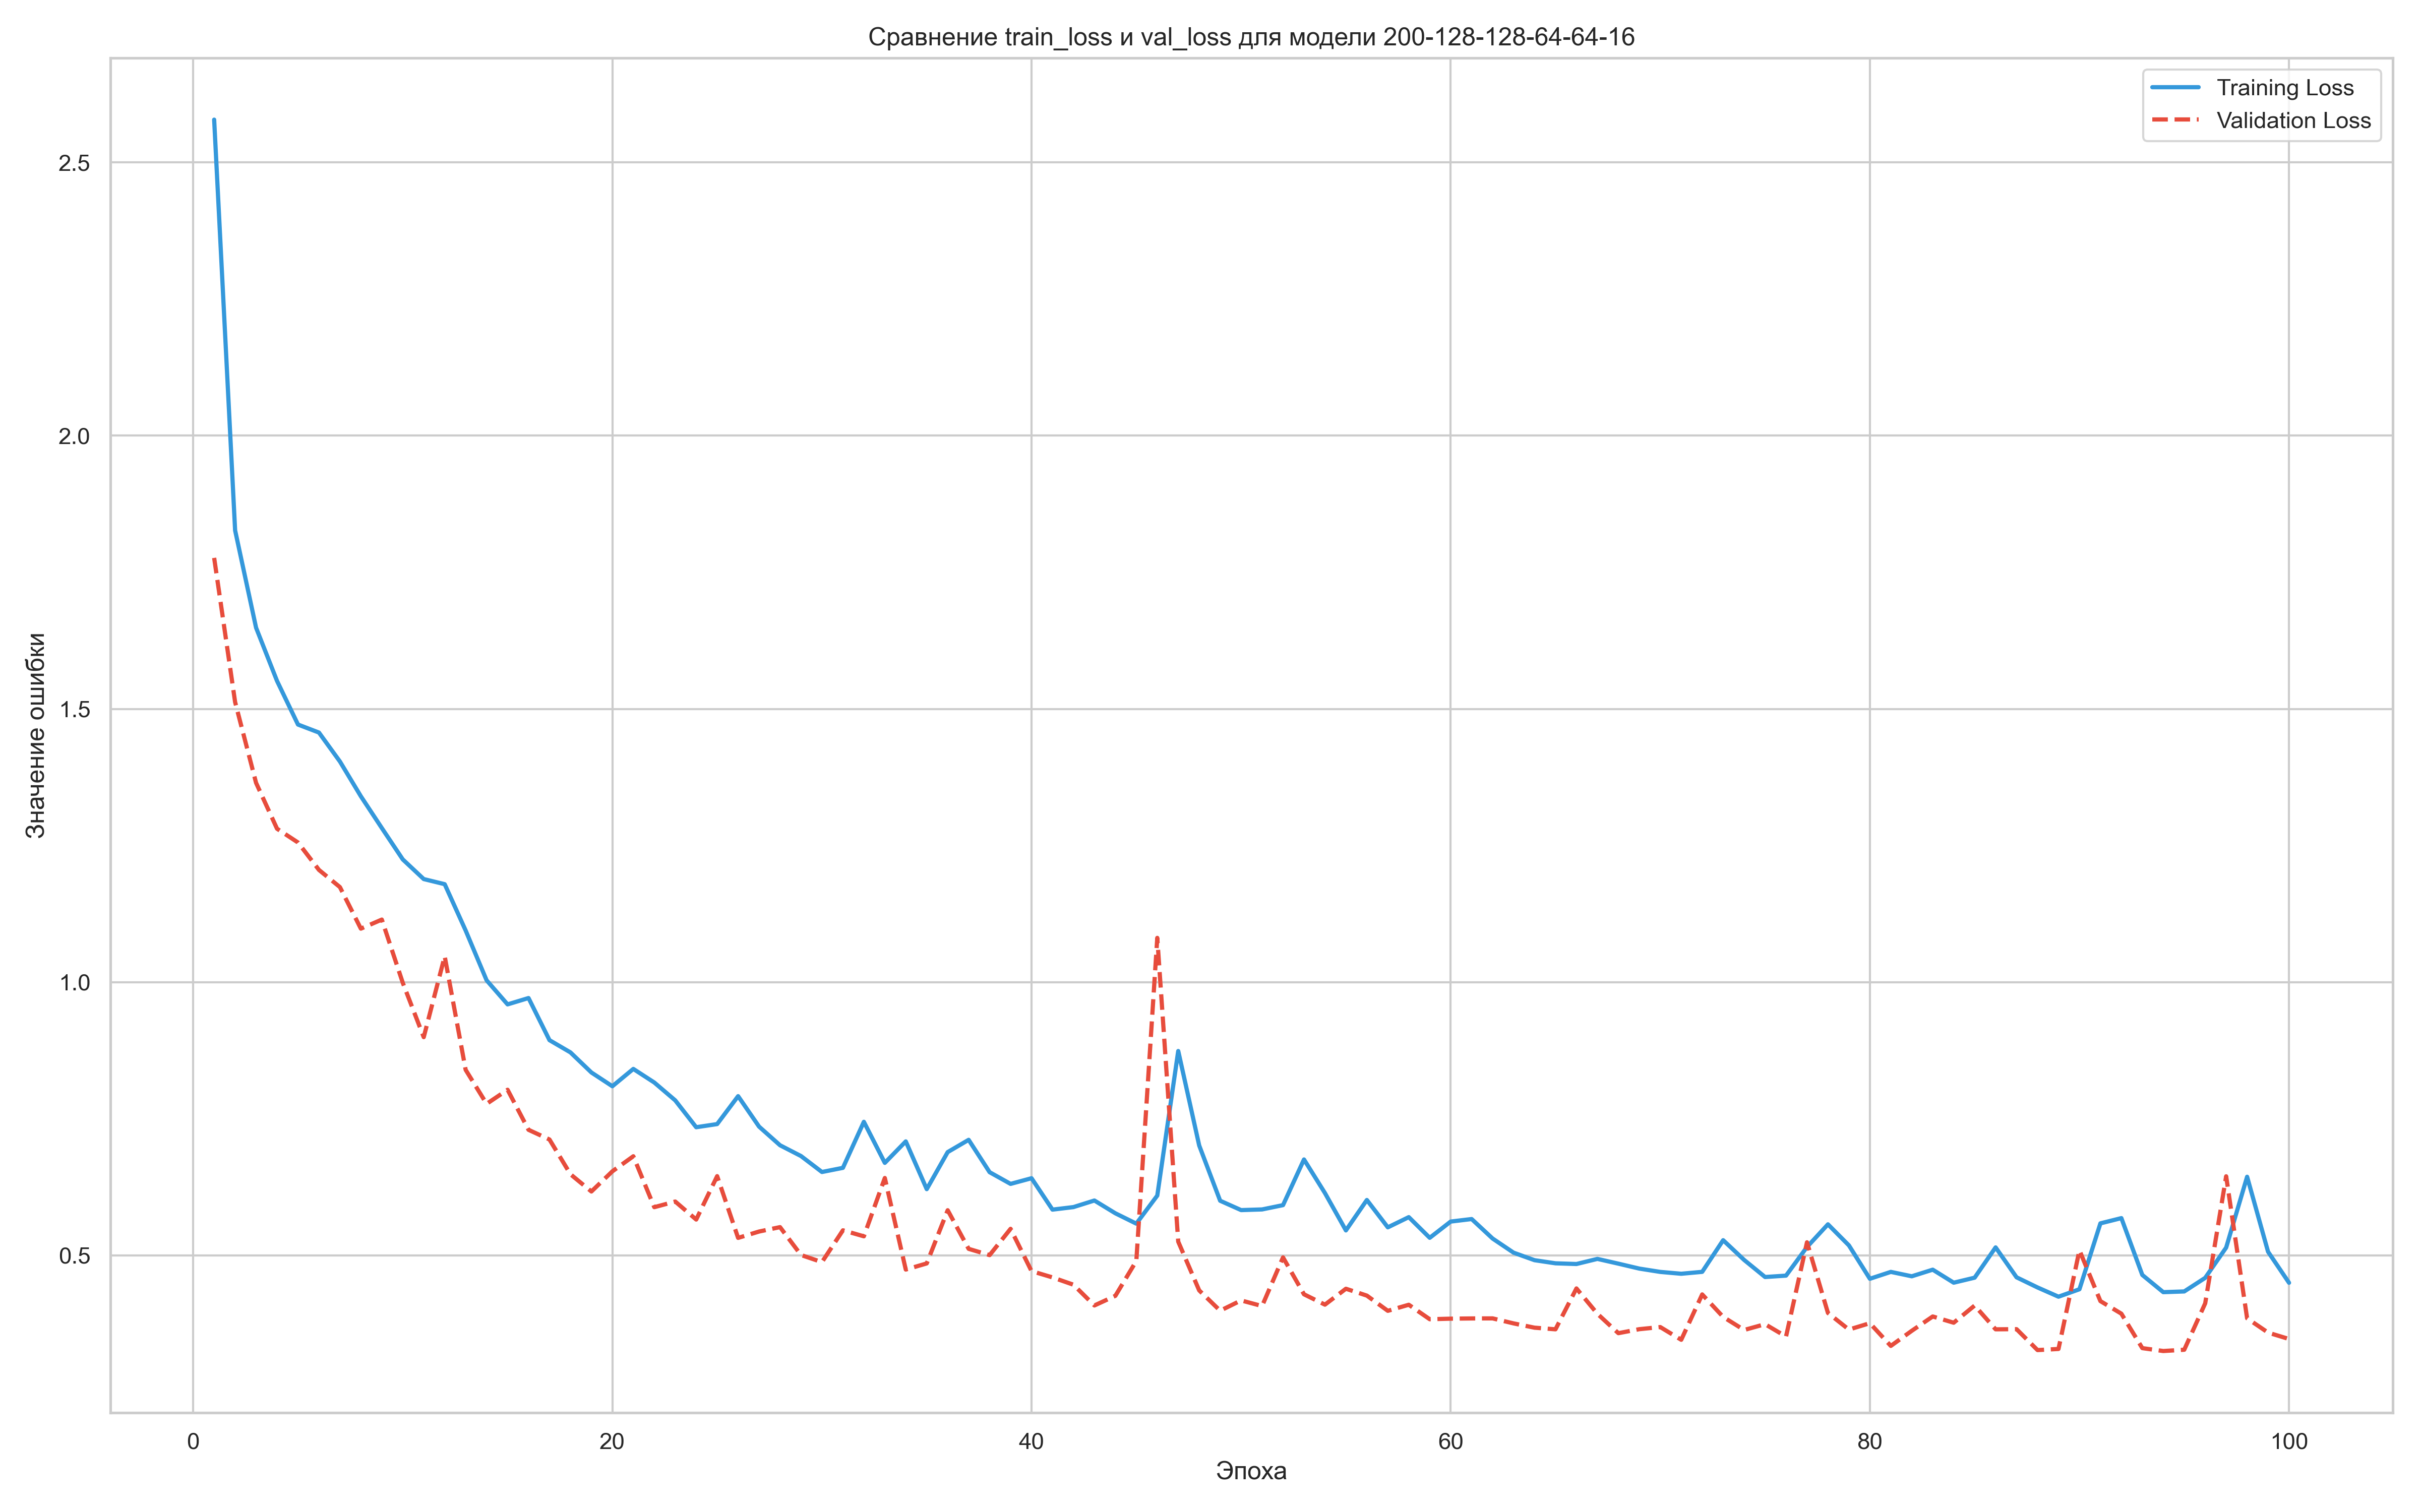 Сравнение train_loss и val_loss для модели 200-128-128-64-64-16
Training Loss
Validation Loss
2.5
2.0
1.5
1.0
0.5
Значение ошибки
0
20
40
60
80
100
Эпоха